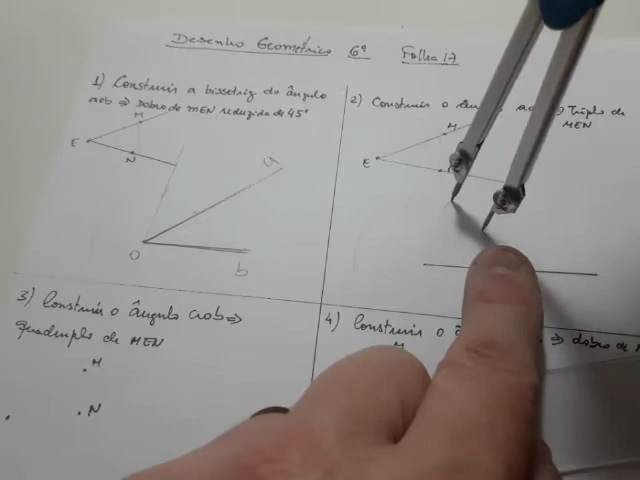 Desenho Geométrico 6º Folha 17
1) Construir a bissetriz do ângulo
aob ⇒ dobro de MEN reduzido de 45°
M
E
N
a
O
b
2) Construir o ⇒ Triplo de
MEN
M
E
3) Construir o ângulo aob ⇒
quadruplo de MEN
M
N
4) Construir o ⇒ dobro de
M